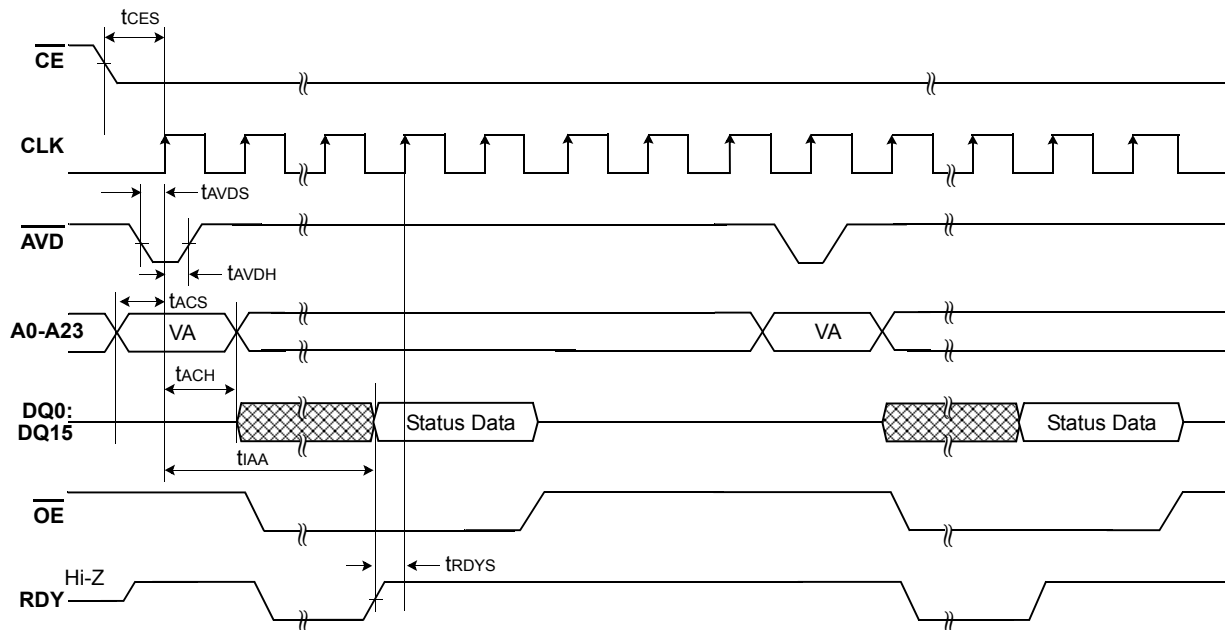 tCES
CE
CLK
tAVDS
AVD
tAVDH
tACS
A0-A23
VA
VA
tACH
DQ0:
DQ15
Status Data
Status Data
tIAA
OE
tRDYS
Hi-Z
RDY